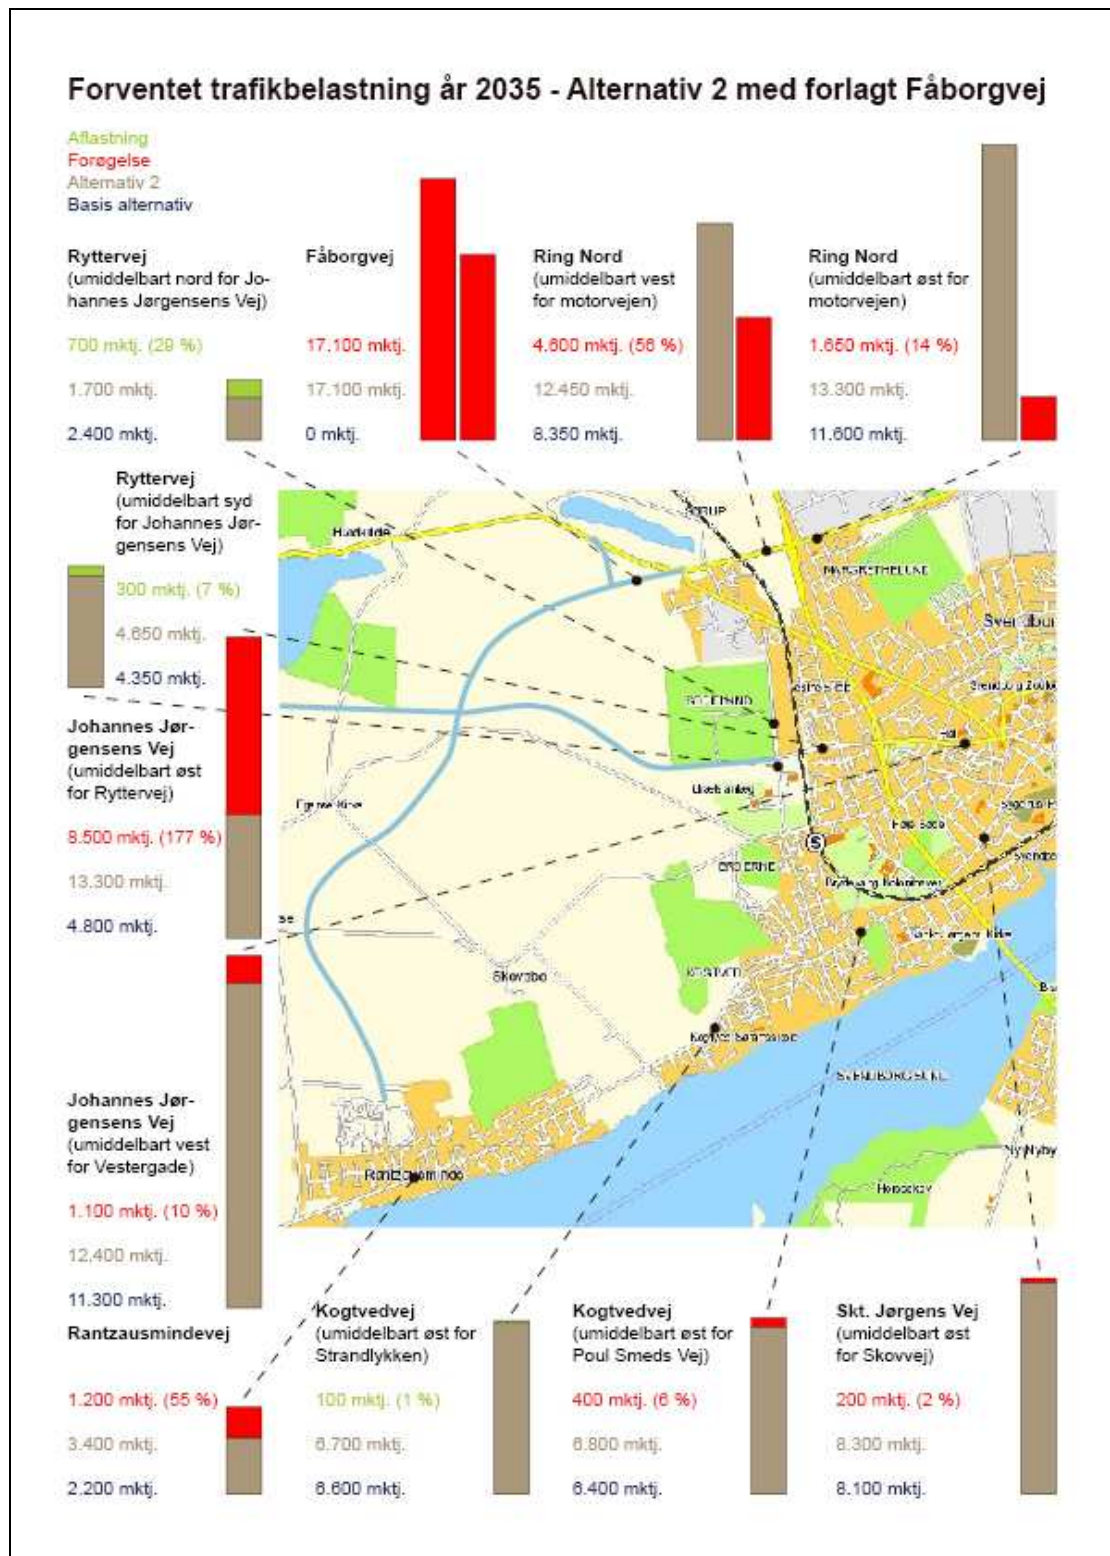 Forventet trafikbelastning år 2035 - Alternativ 2 med forlagt Fåborgvej
Aflastning
Forøgelse
Alternativ 2
Basis alternativ
Ryttervej
(umiddelbart nord for Jo-
hannes Jørgensens Vej)
700 mktj. (29 %)
1.700 mktj.
2.400 mktj.
Fåborgvej
17.100 mktj.
17.100 mktj.
0 mktj.
Ring Nord
(umiddelbart vest
for motorvejen)
4.600 mktj. (56 %)
12.450 mktj.
8.350 mktj.
Ring Nord
(umiddelbart øst for
motorvejen)
1.650 mktj. (14 %)
13.300 mktj.
11.600 mktj.
Ryttervej
(umiddelbart syd
for Johannes Jør-
gensens Vej)
300 mktj. (7 %)
4.650 mktj.
4.350 mktj.
Johannes Jør-
gensens Vej
(umiddelbart øst
for Ryttervej)
8.500 mktj. (177 %)
13.300 mktj.
4.800 mktj.
Johannes Jør-
gensens Vej
(umiddelbart vest
for Vestergade)
1.100 mktj. (10 %)
12.400 mktj.
11.300 mktj.
Rantzausmindevej
1.200 mktj. (55 %)
3.400 mktj.
2.200 mktj.
Kogtvedvej
(umiddelbart øst for
Strandlykken)
100 mktj. (1 %)
6.700 mktj.
6.600 mktj.
Kogtvedvej
(umiddelbart øst for
Poul Smeds Vej)
400 mktj. (6 %)
6.800 mktj.
6.400 mktj.
Skt. Jørgens Vej
(umiddelbart øst
for Skovvej)
200 mktj. (2 %)
8.300 mktj.
8.100 mktj.
MARGRETHELUND
Svendbor
Egense Kirke
S
Skovsbo
SVENDBORG SUND
Rantzausminde